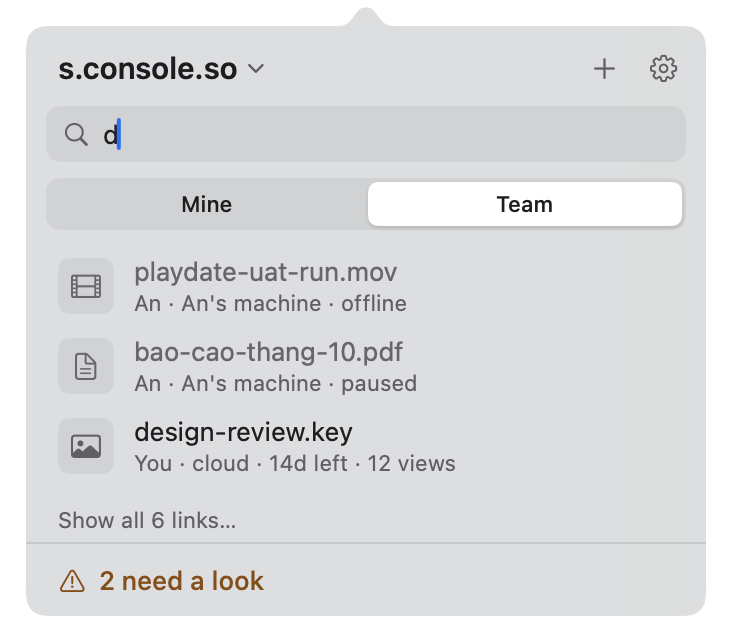 s.console.so
d
Mine
Team
playdate-uat-run.mov
An · An's machine · offline
bao-cao-thang-10.pdf
An · An's machine · paused
design-review.key
You · cloud · 14d left · 12 views
Show all 6 links...
2 need a look